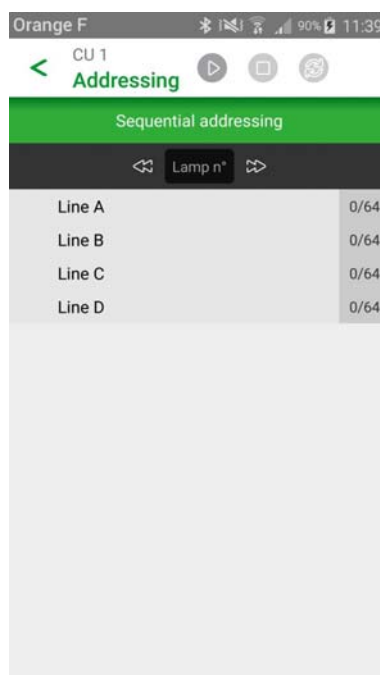 Orange F 90% 11:39
CU 1
Addressing
Sequential addressing
Lamp n°
Line A 0/64
Line B 0/64
Line C 0/64
Line D 0/64